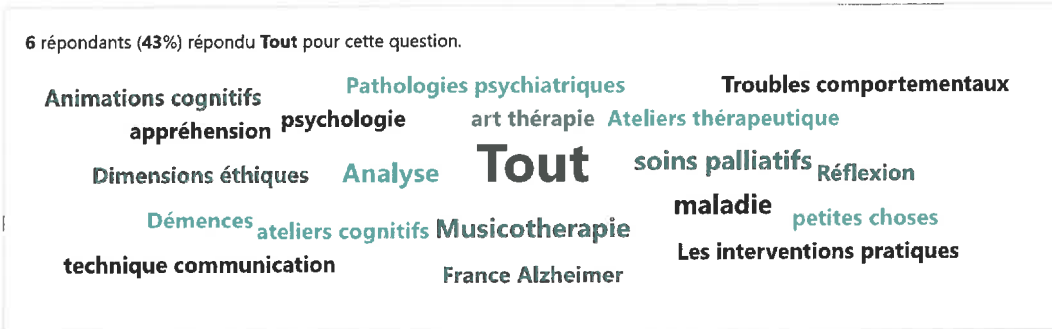 6 répondants (43%) répondu Tout pour cette question.
Pathologies psychiatriques
Troubles comportementaux
Animations cognitifs
appréhension
psychologie
art thérapie
Ateliers thérapeutique
Tout
soins palliatifs
Réflexion
Dimensions éthiques
Analyse
maladie
petites choses
Démences
ateliers cognitifs
Musicotherapie
Les interventions pratiques
technique communication
France Alzheimer